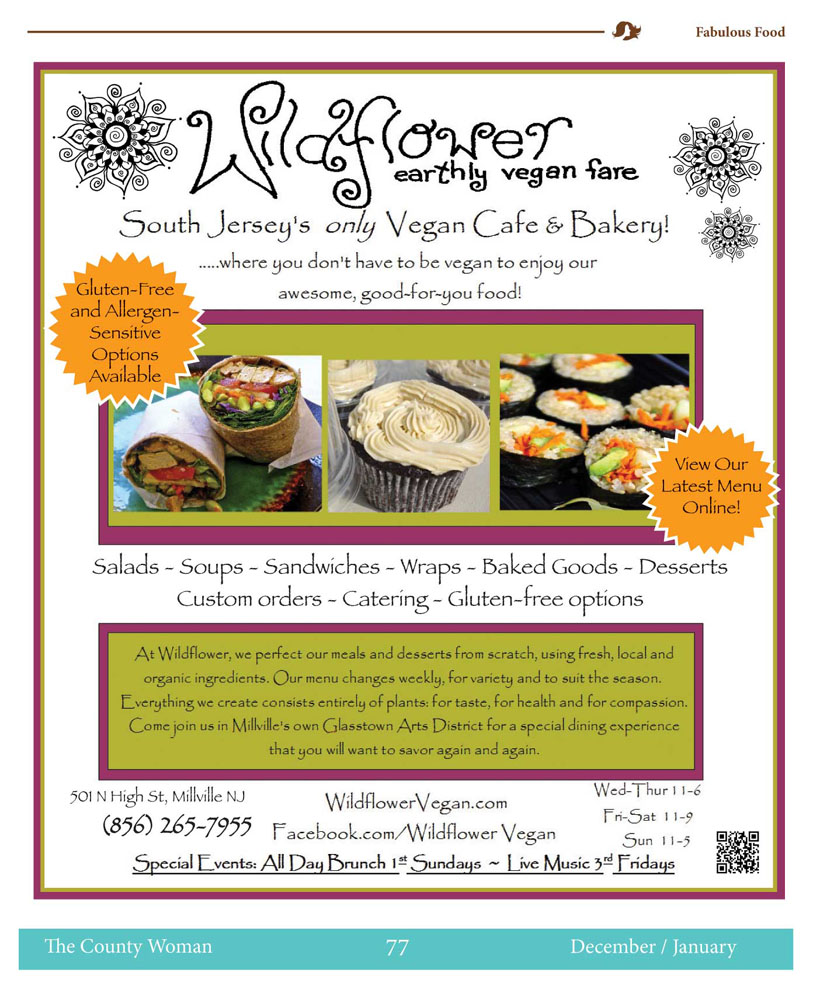 Fabulous Food
Wildflower
earthly vegan fare
South Jersey's only Vegan Cafe & Bakery!
.....where you don't have to be vegan to enjoy our
awesome, good-for-you food!
Gluten-Free
and Allergen-
Sensitive
Options
Available
View Our
Latest Menu
Online!
Salads - Soups - Sandwiches - Wraps - Baked Goods - Desserts
Custom orders - Catering - Gluten-free options
At Wildflower, we perfect our meals and desserts from scratch, using fresh, local and
organic ingredients. Our menu changes weekly, for variety and to suit the season.
Everything we create consists entirely of plants: for taste, for health and for compassion.
Come join us in Millville's own Glasstown Arts District for a special dining experience
that you will want to savor again and again.
501 N High St, Millville NJ
(856) 265-7955
WildflowerVegan.com
Facebook.com/Wildflower Vegan
Wed-Thur 11-6
Fri-Sat 11-9
Sun 11-5
Special Events: All Day Brunch 1st Sundays ~ Live Music 3rd Fridays
The County Woman
77
December / January